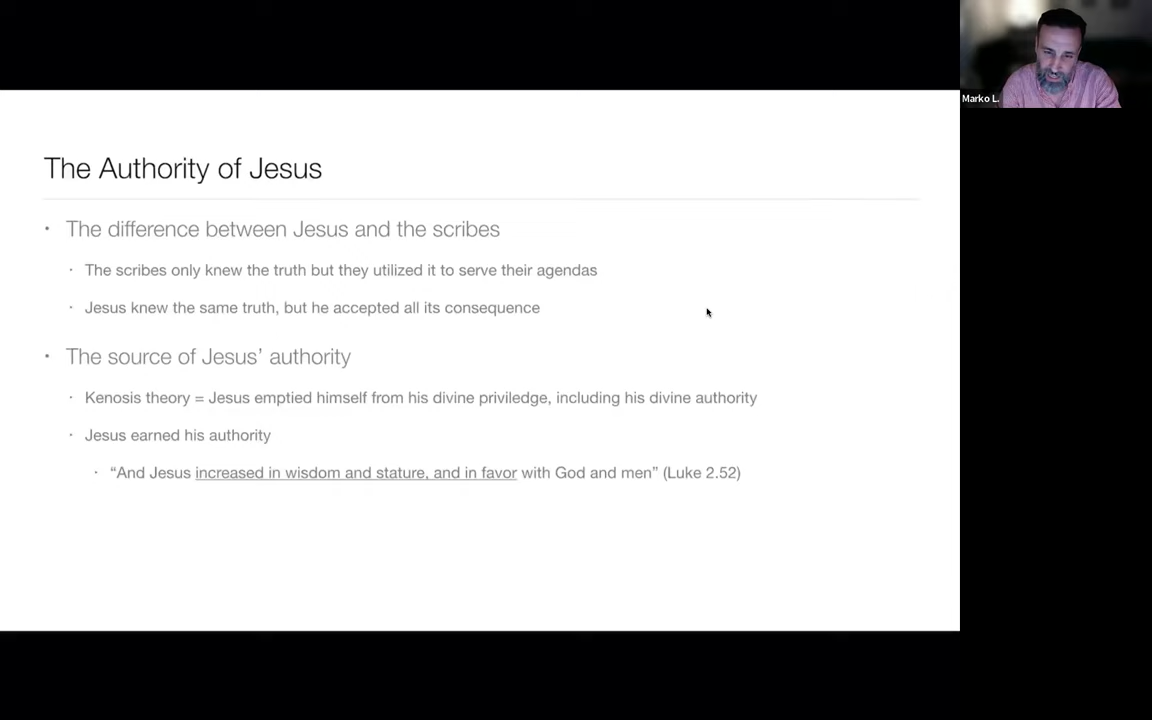 Marko L.
The Authority of Jesus
• The difference between Jesus and the scribes
• The scribes only knew the truth but they utilized it to serve their agendas
• Jesus knew the same truth, but he accepted all its consequence
• The source of Jesus’ authority
• Kenosis theory = Jesus emptied himself from his divine priviledge, including his divine authority
• Jesus earned his authority
• “And Jesus increased in wisdom and stature, and in favor with God and men” (Luke 2.52)